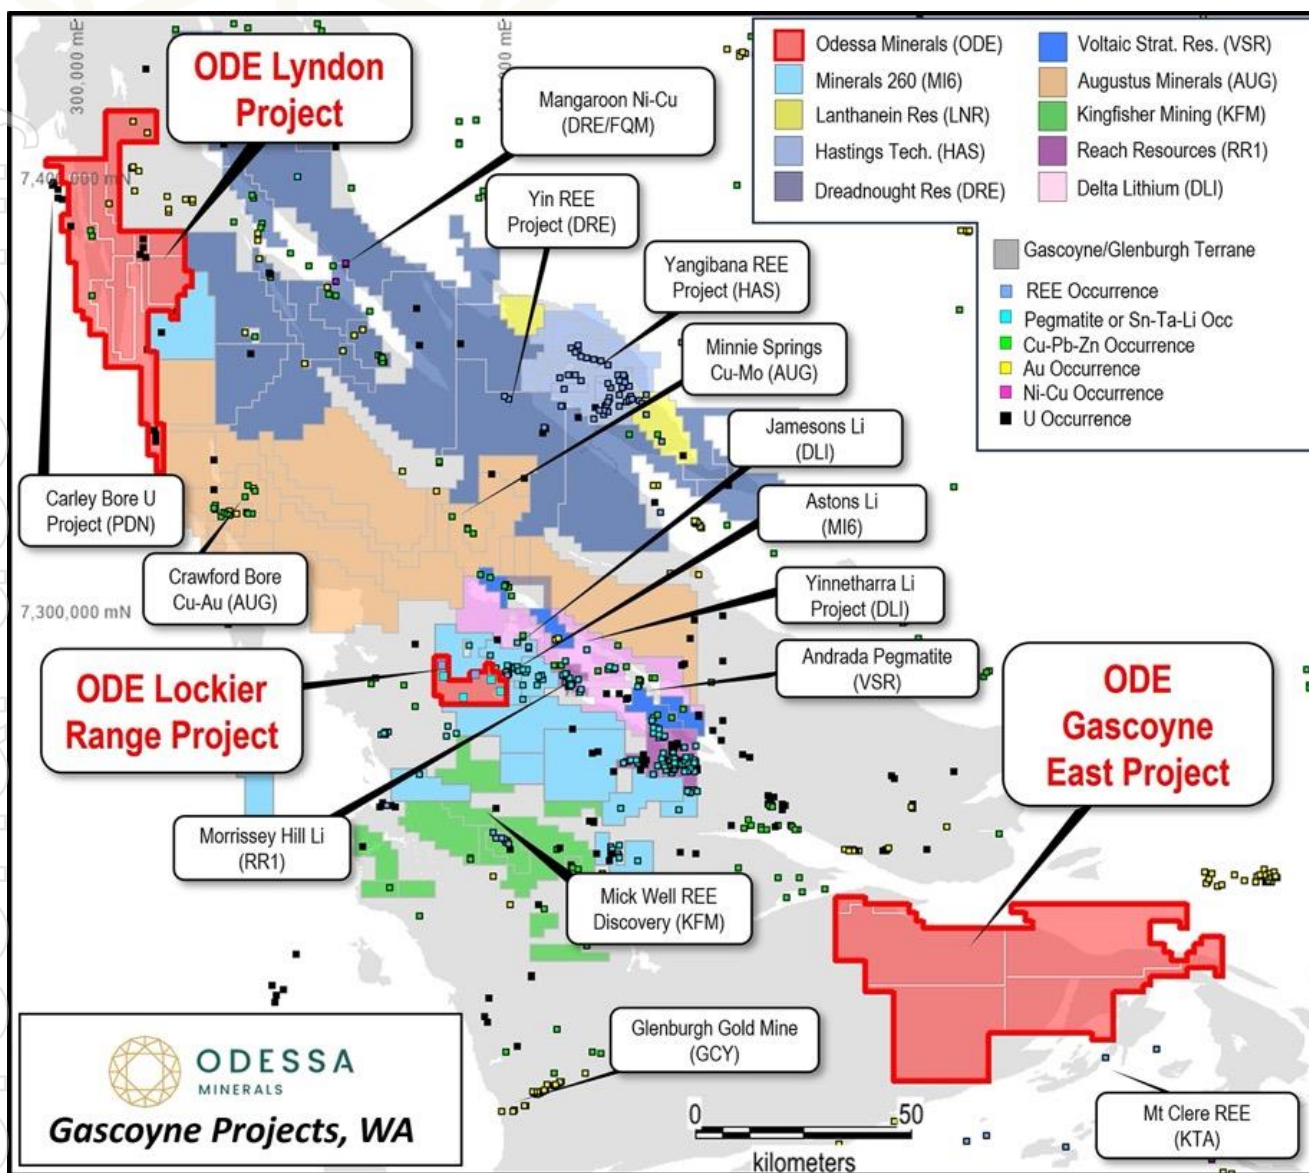 300,000 mE
mE
7,400,000 mN
7,300,000 mN
ODE Lyndon
Project
Mangaroon Ni-Cu
(DRE/FQM)
Yin REE
Project (DRE)
Yangibana REE
Project (HAS)
Minnie Springs
Cu-Mo (AUG)
Jamesons Li
(DLI)
Astons Li
(MI6)
Yinnetharra Li
Project (DLI)
Andrada Pegmatite
(VSR)
Carley Bore U
Project (PDN)
Crawford Bore
Cu-Au (AUG)
ODE Lockier
Range Project
Morrissey Hill Li
(RR1)
Mick Well REE
Discovery (KFM)
ODE
Gascoyne
East Project
Glenburgh Gold Mine
(GCY)
Mt Clere REE
(KTA)
Odessa Minerals (ODE)
Minerals 260 (MI6)
Lanthanein Res (LNR)
Hastings Tech. (HAS)
Dreadnought Res (DRE)
Voltaic Strat. Res. (VSR)
Augustus Minerals (AUG)
Kingfisher Mining (KFM)
Reach Resources (RR1)
Delta Lithium (DLI)
Gascoyne/Glenburgh Terrane
REE Occurrence
Pegmatite or Sn-Ta-Li Occ
Cu-Pb-Zn Occurrence
Au Occurrence
Ni-Cu Occurrence
U Occurrence
ODESSA
MINERALS
Gascoyne Projects, WA
0 50
kilometers